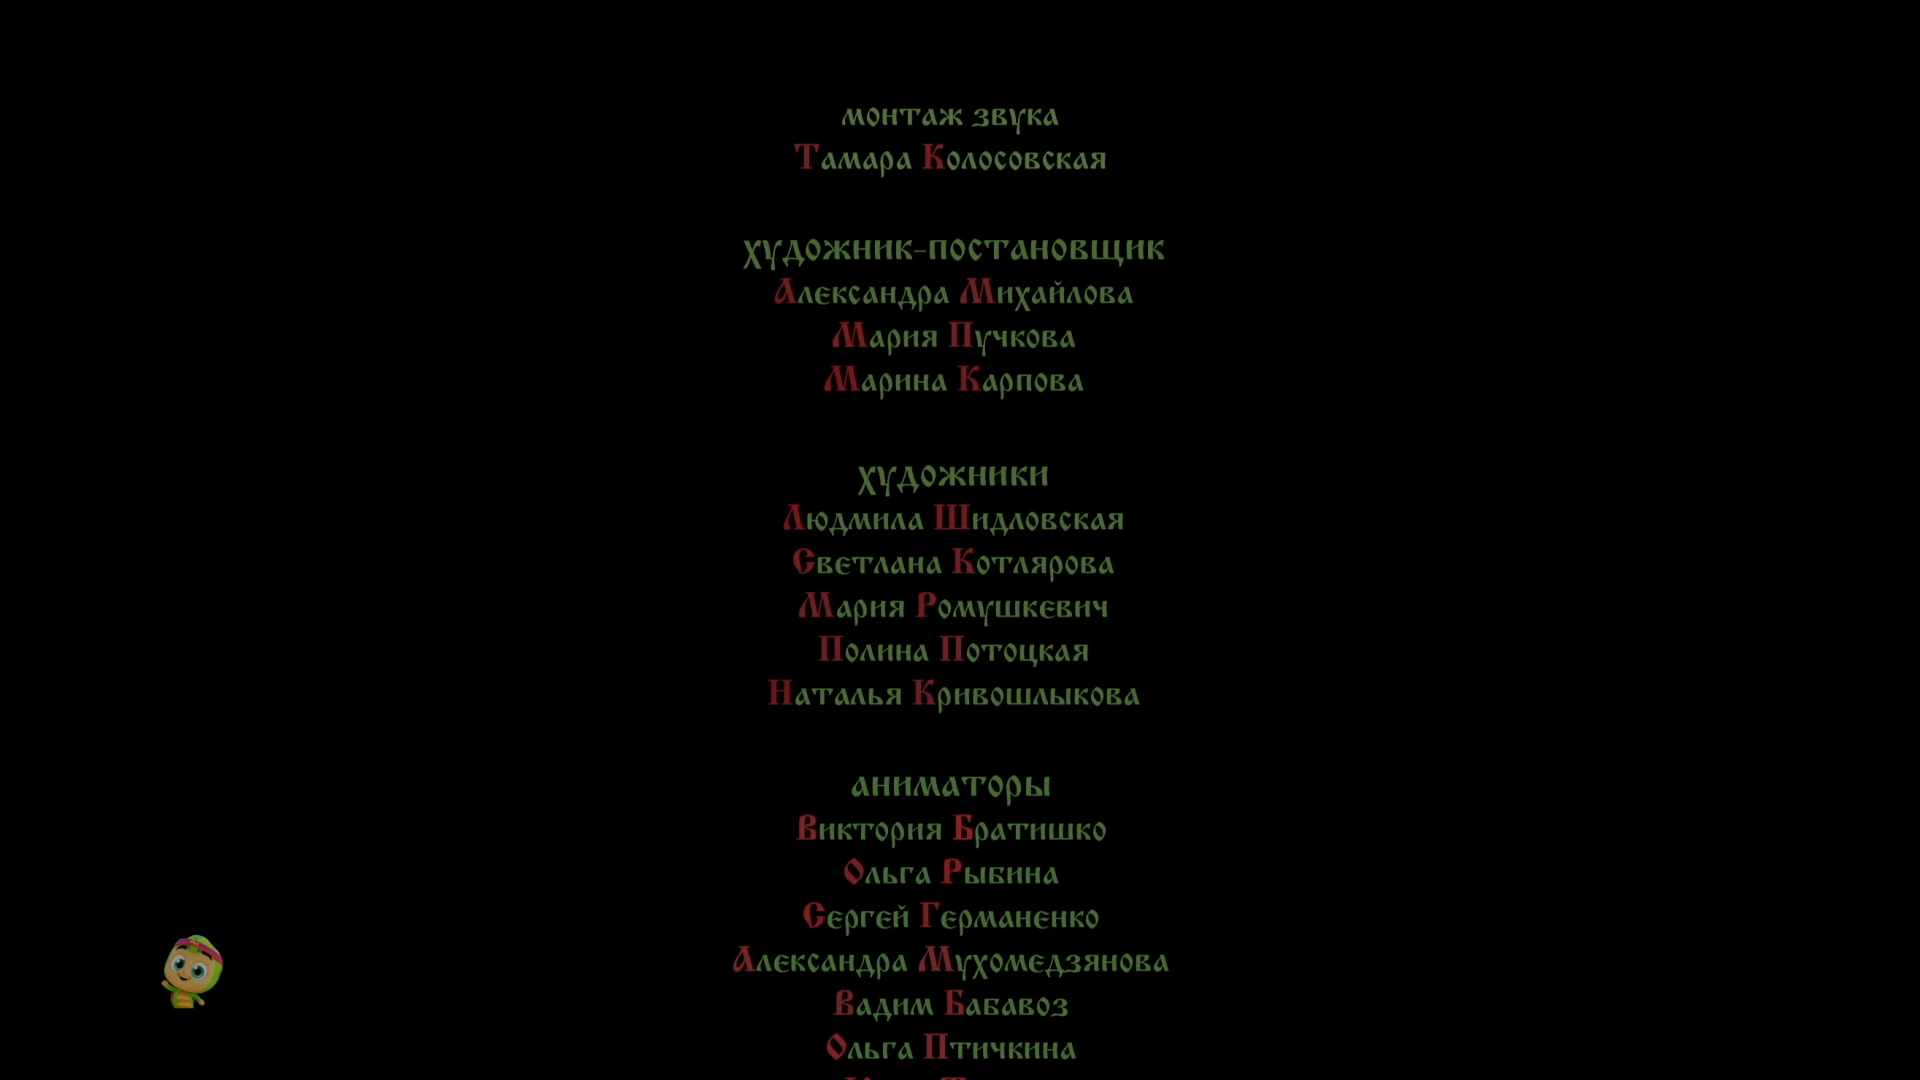 монтаж звука
Тамара Колосовская
художник-постановщик
Александра Михайлова
Мария Пучкова
Марина Карпова
художники
Людмила Шидловская
Светлана Котлярова
Мария Ромушкевич
Полина Потоцкая
Наталья Кривошлыкова
аниматоры
Виктория Братишко
Ольга Рыбина
Сергей Германенко
Александра Мухомедзянова
Вадим Бабавоз
Ольга Птичкина